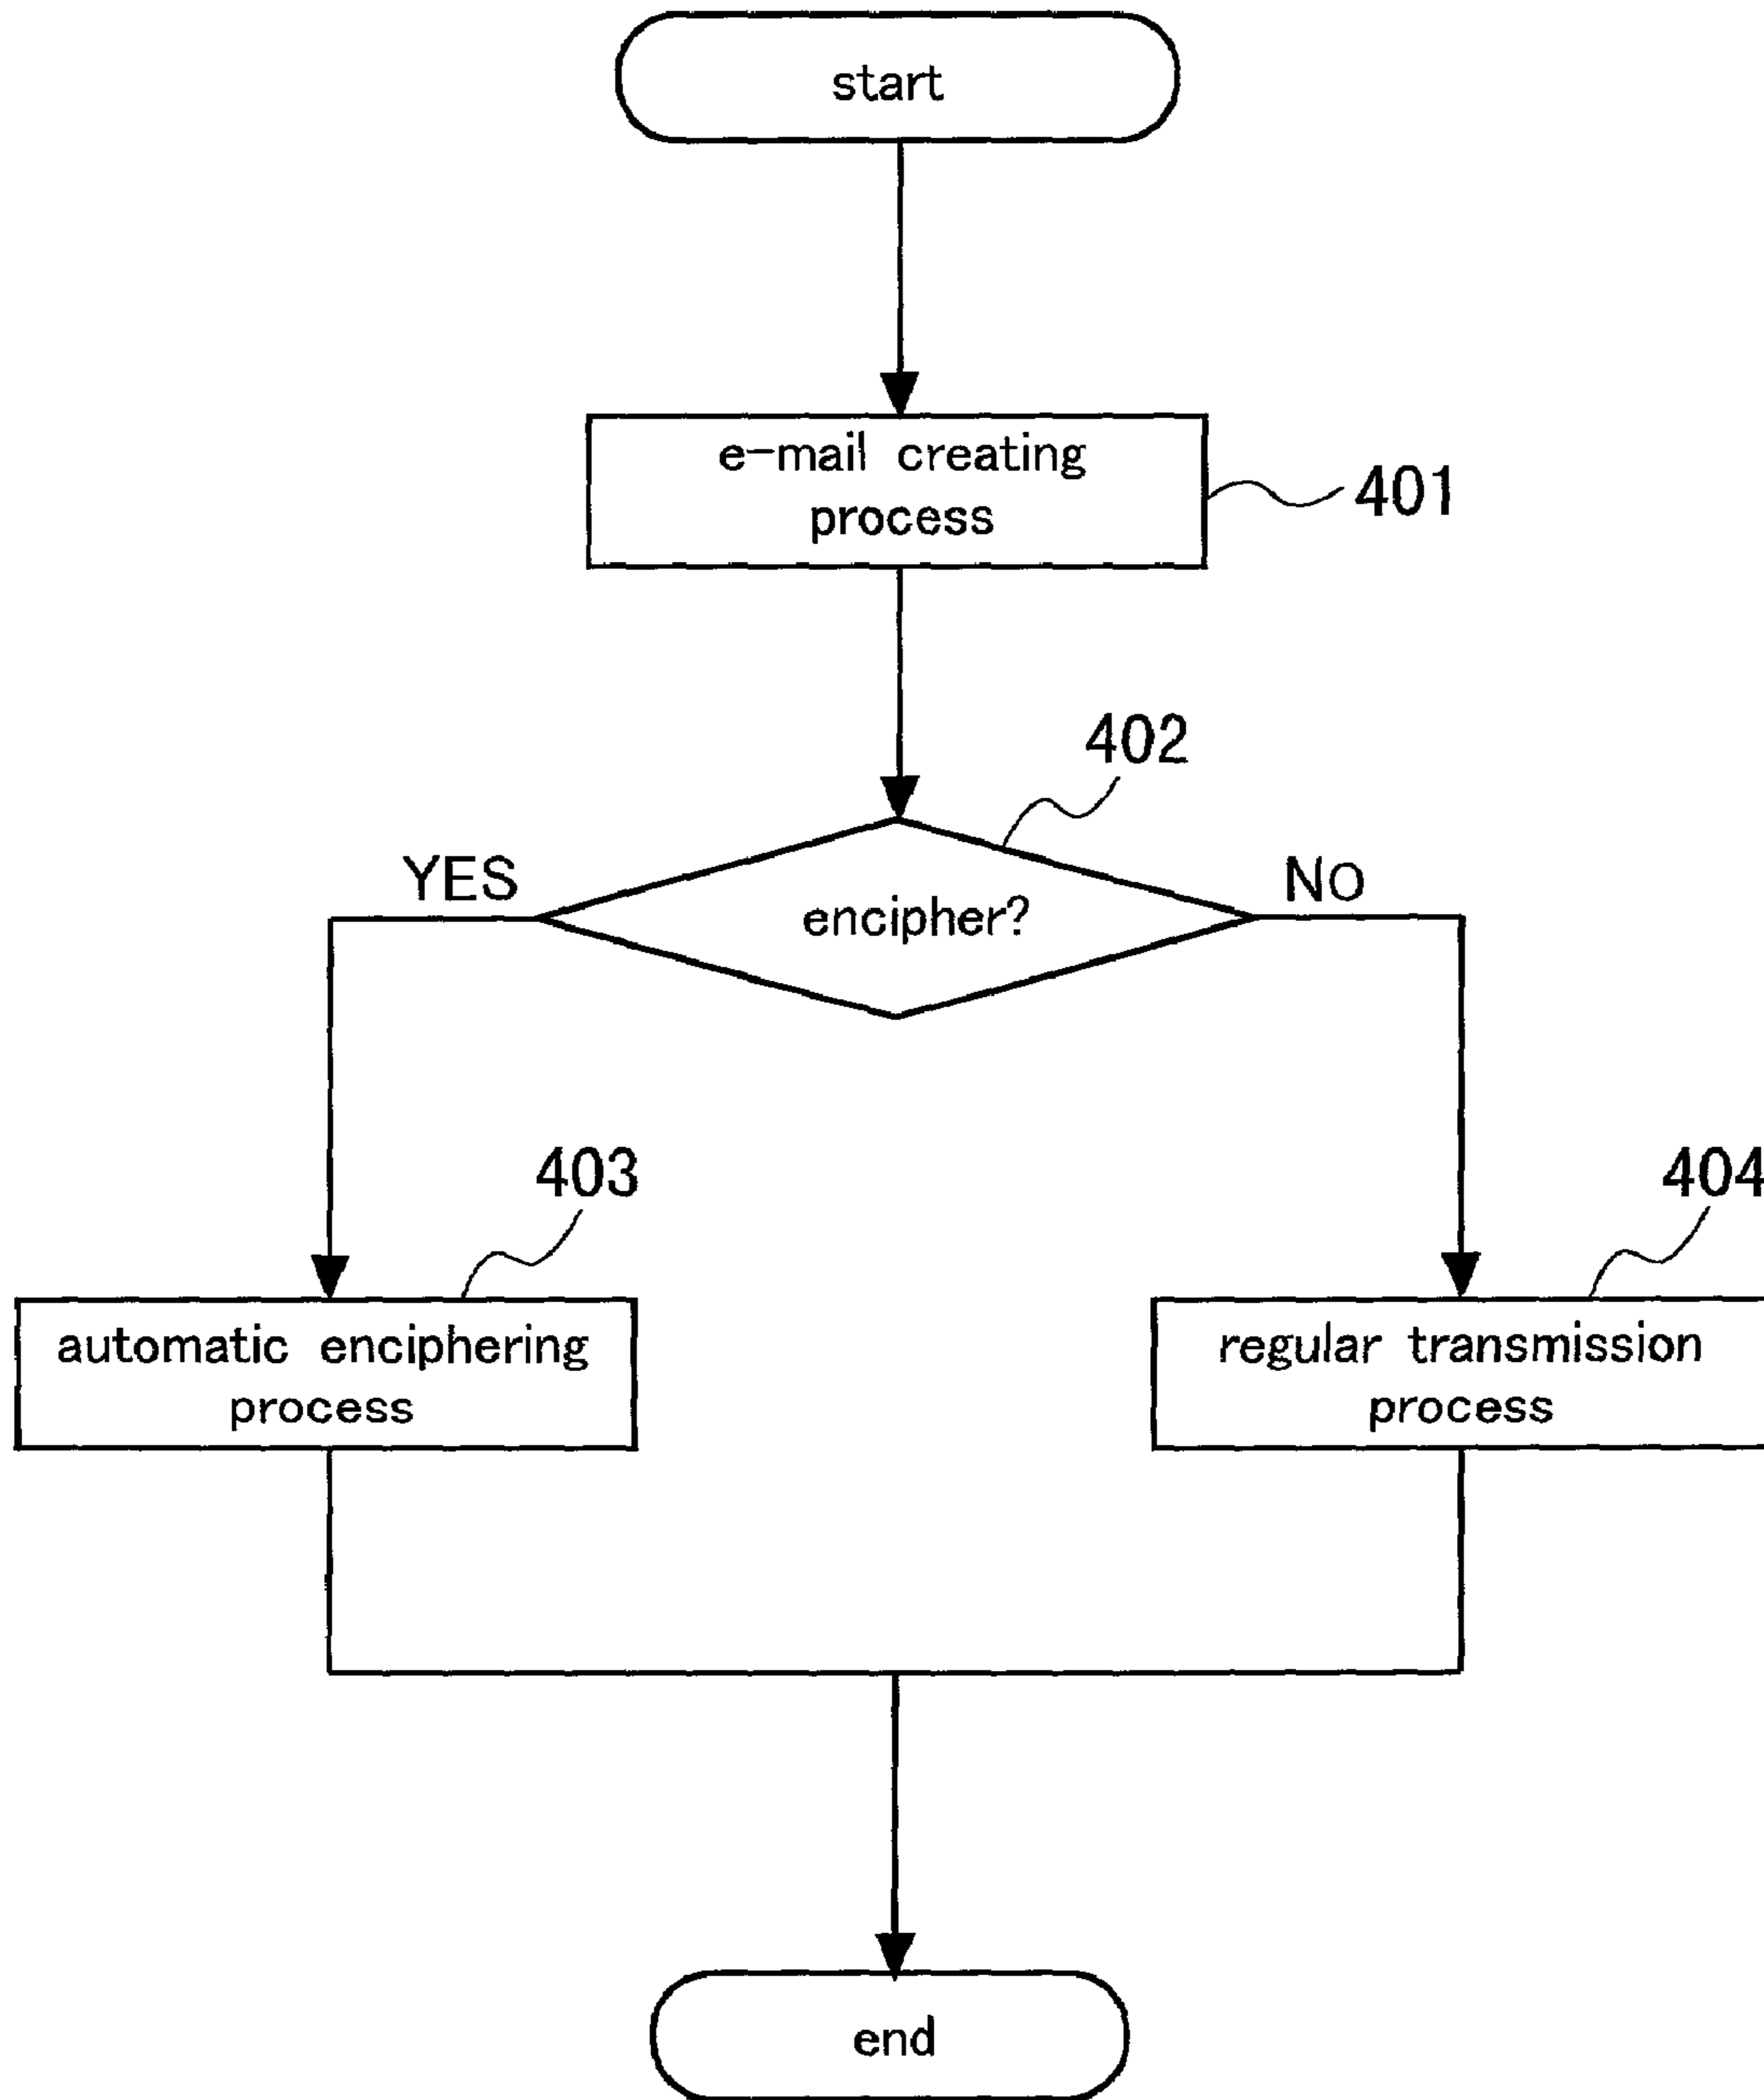 start
e-mail creating
process
401
402
YES
NO
encipher?
403
404
automatic enciphering
process
regular transmission
process
end